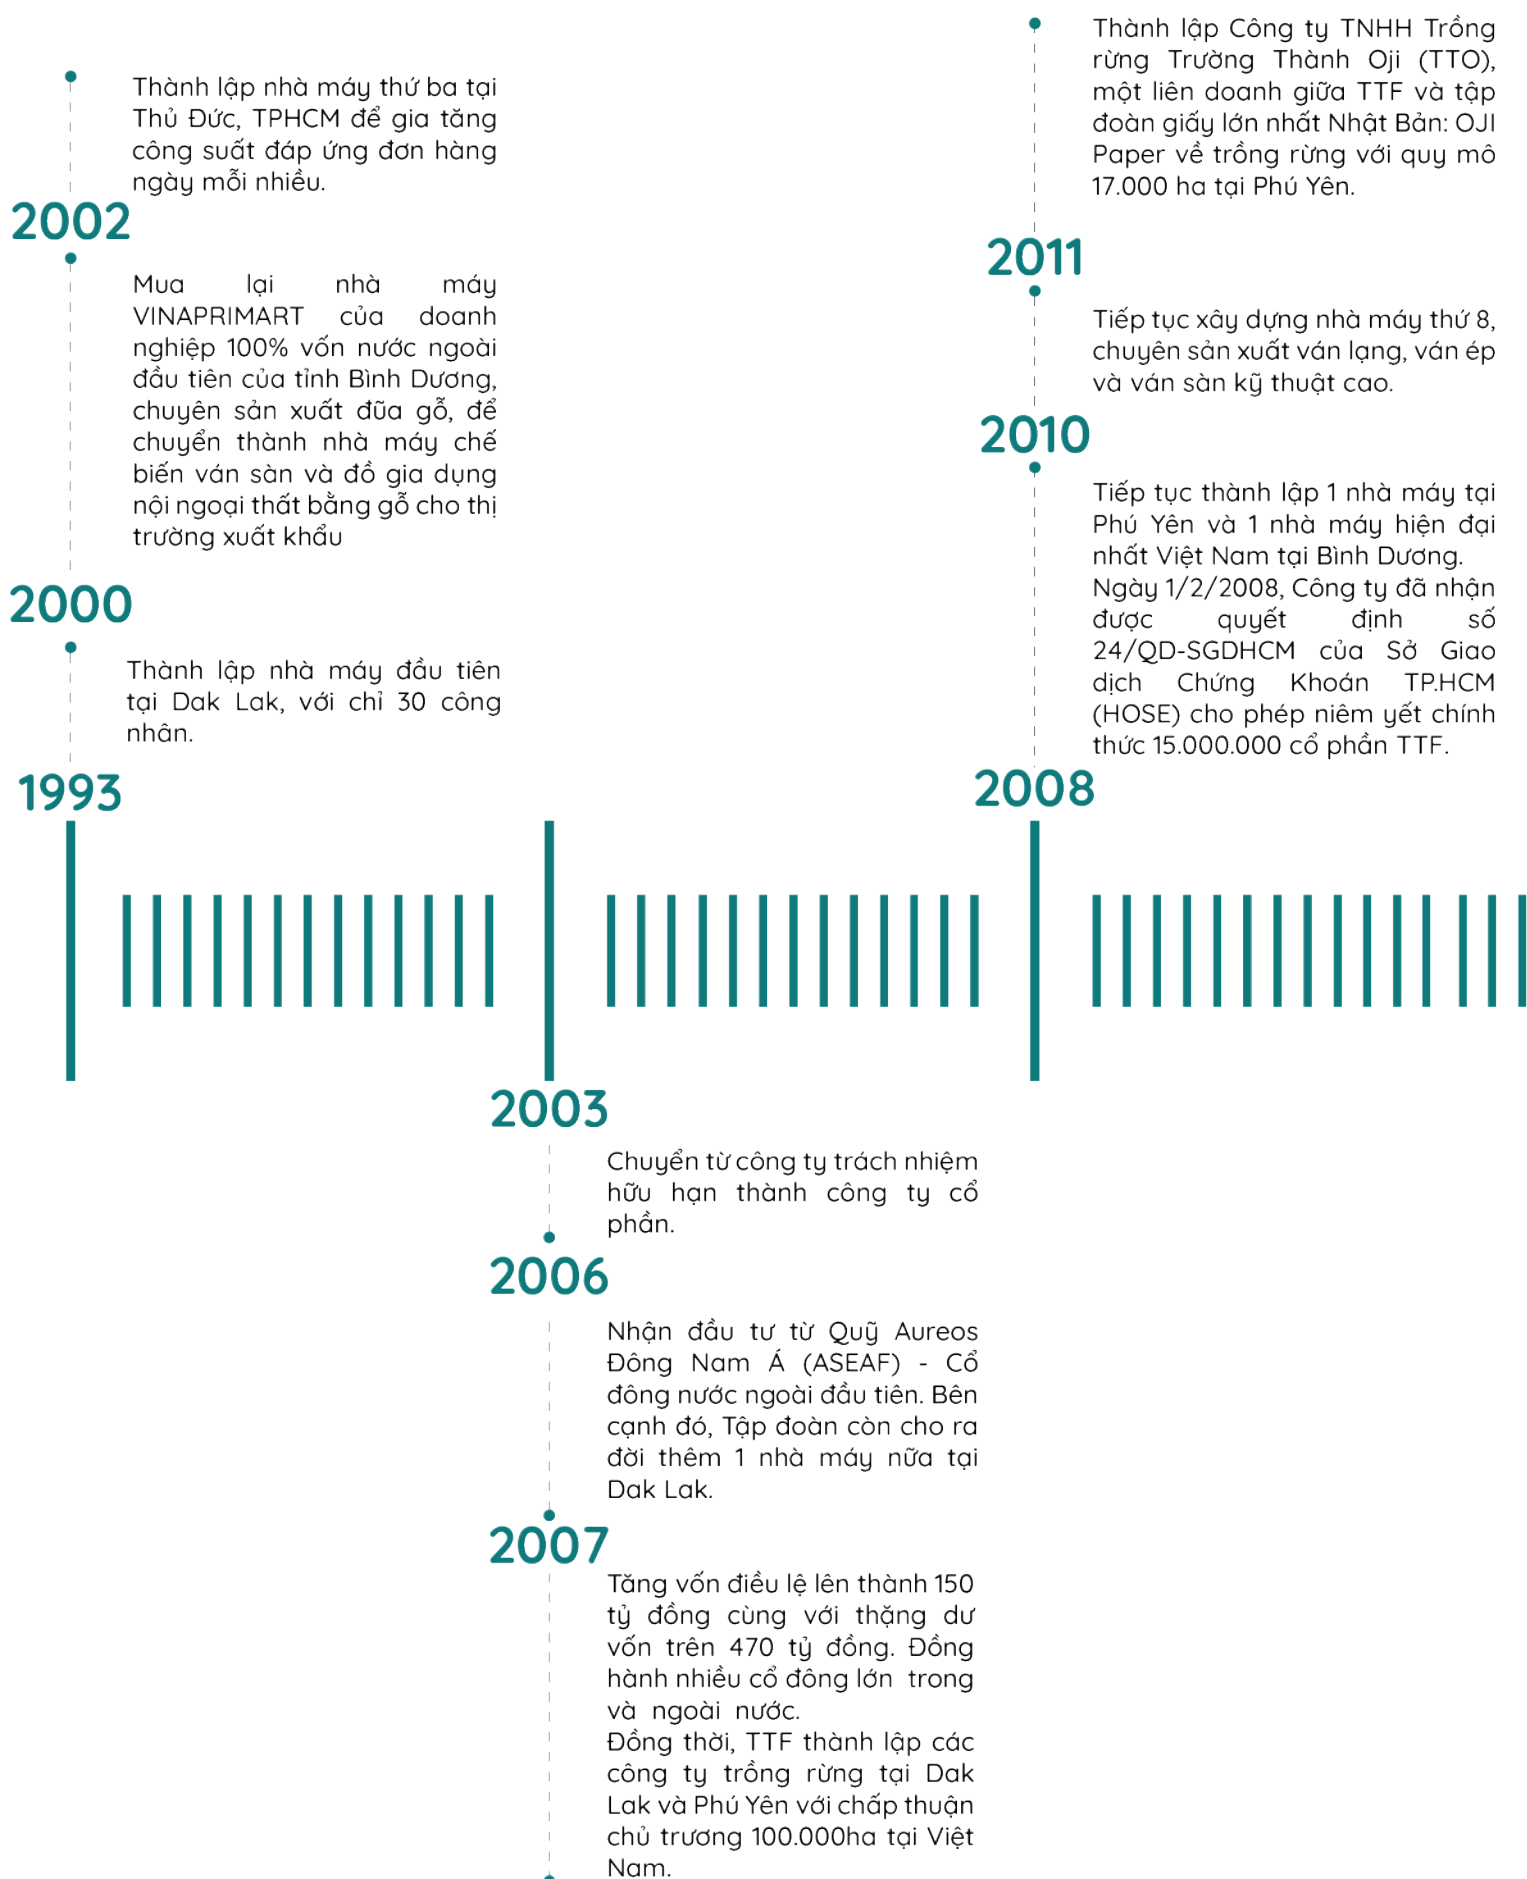 Thành lập nhà máy thứ ba tại
Thủ Đức, TPHCM để gia tăng
công suất đáp ứng đơn hàng
ngày mỗi nhiều.
2002
Mua lại nhà máy
VINAPRIMART của doanh
nghiệp 100% vốn nước ngoài
đầu tiên của tỉnh Bình Dương,
chuyên sản xuất đũa gỗ, để
chuyển thành nhà máy chế
biến ván sàn và đồ gia dụng
nội ngoại thất bằng gỗ cho thị
trường xuất khẩu
2000
Thành lập nhà máy đầu tiên
tại Dak Lak, với chỉ 30 công
nhân.
1993
2003
Chuyển từ công ty trách nhiệm
hữu hạn thành công ty cổ
phần.
2006
Nhận đầu tư từ Quỹ Aureos
Đông Nam Á (ASEAF) - Cổ
đông nước ngoài đầu tiên. Bên
cạnh đó, Tập đoàn còn cho ra
đời thêm 1 nhà máy nữa tại
Dak Lak.
2007
Tăng vốn điều lệ lên thành 150
tỷ đồng cùng với thặng dư
vốn trên 470 tỷ đồng. Đồng
hành nhiều cổ đông lớn trong
và ngoài nước.
Đồng thời, TTF thành lập các
công ty trồng rừng tại Dak
Lak và Phú Yên với chấp thuận
chủ trương 100.000ha tại Việt
Nam.
Thành lập Công ty TNHH Trồng
rừng Trường Thành Oji (TTO),
một liên doanh giữa TTF và tập
đoàn giấy lớn nhất Nhật Bản: OJI
Paper về trồng rừng với quy mô
17.000 ha tại Phú Yên.
2011
Tiếp tục xây dựng nhà máy thứ 8,
chuyên sản xuất ván lạng, ván ép
và ván sàn kỹ thuật cao.
2010
Tiếp tục thành lập 1 nhà máy tại
Phú Yên và 1 nhà máy hiện đại
nhất Việt Nam tại Bình Dương.
Ngày 1/2/2008, Công ty đã nhận
được quyết định số
24/QD-SGDHCM của Sở Giao
dịch Chứng Khoán TP.HCM
(HOSE) cho phép niêm yết chính
thức 15.000.000 cổ phần TTF.
2008